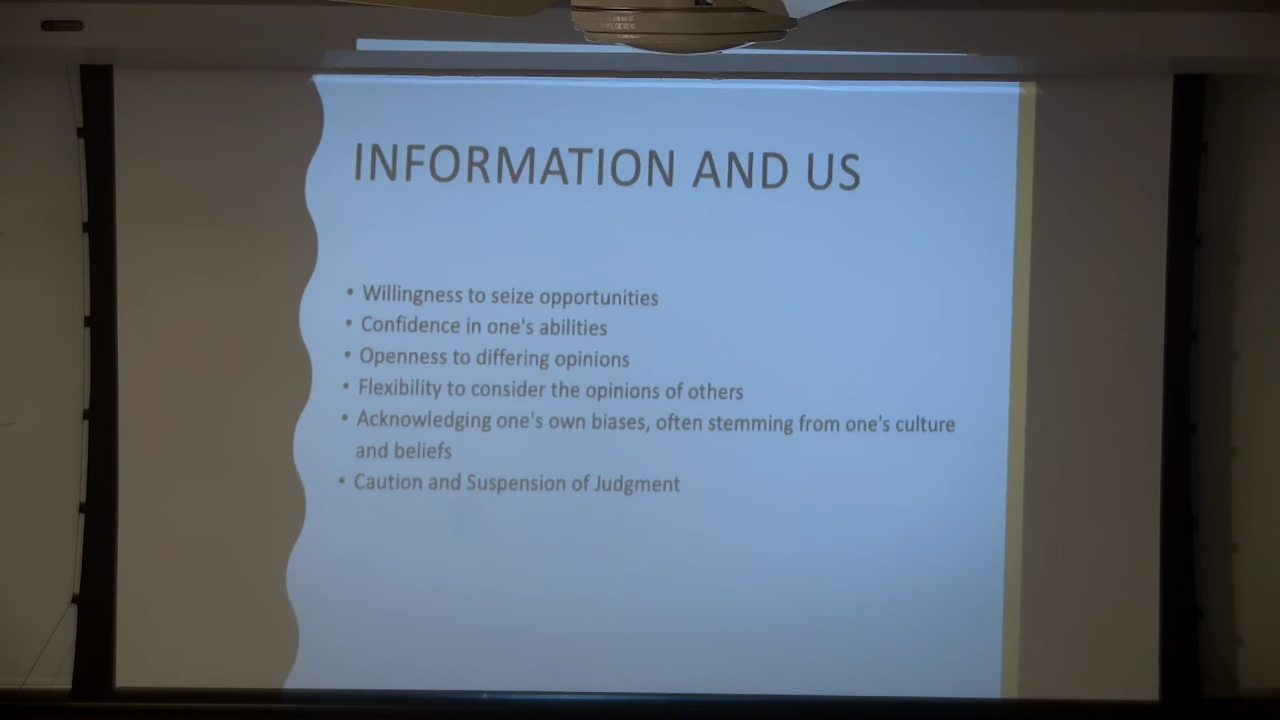 INFORMATION AND US
• Willingness to seize opportunities
• Confidence in one's abilities
• Openness to differing opinions
• Flexibility to consider the opinions of others
• Acknowledging one's own biases, often stemming from one's culture
and beliefs
• Caution and Suspension of Judgment